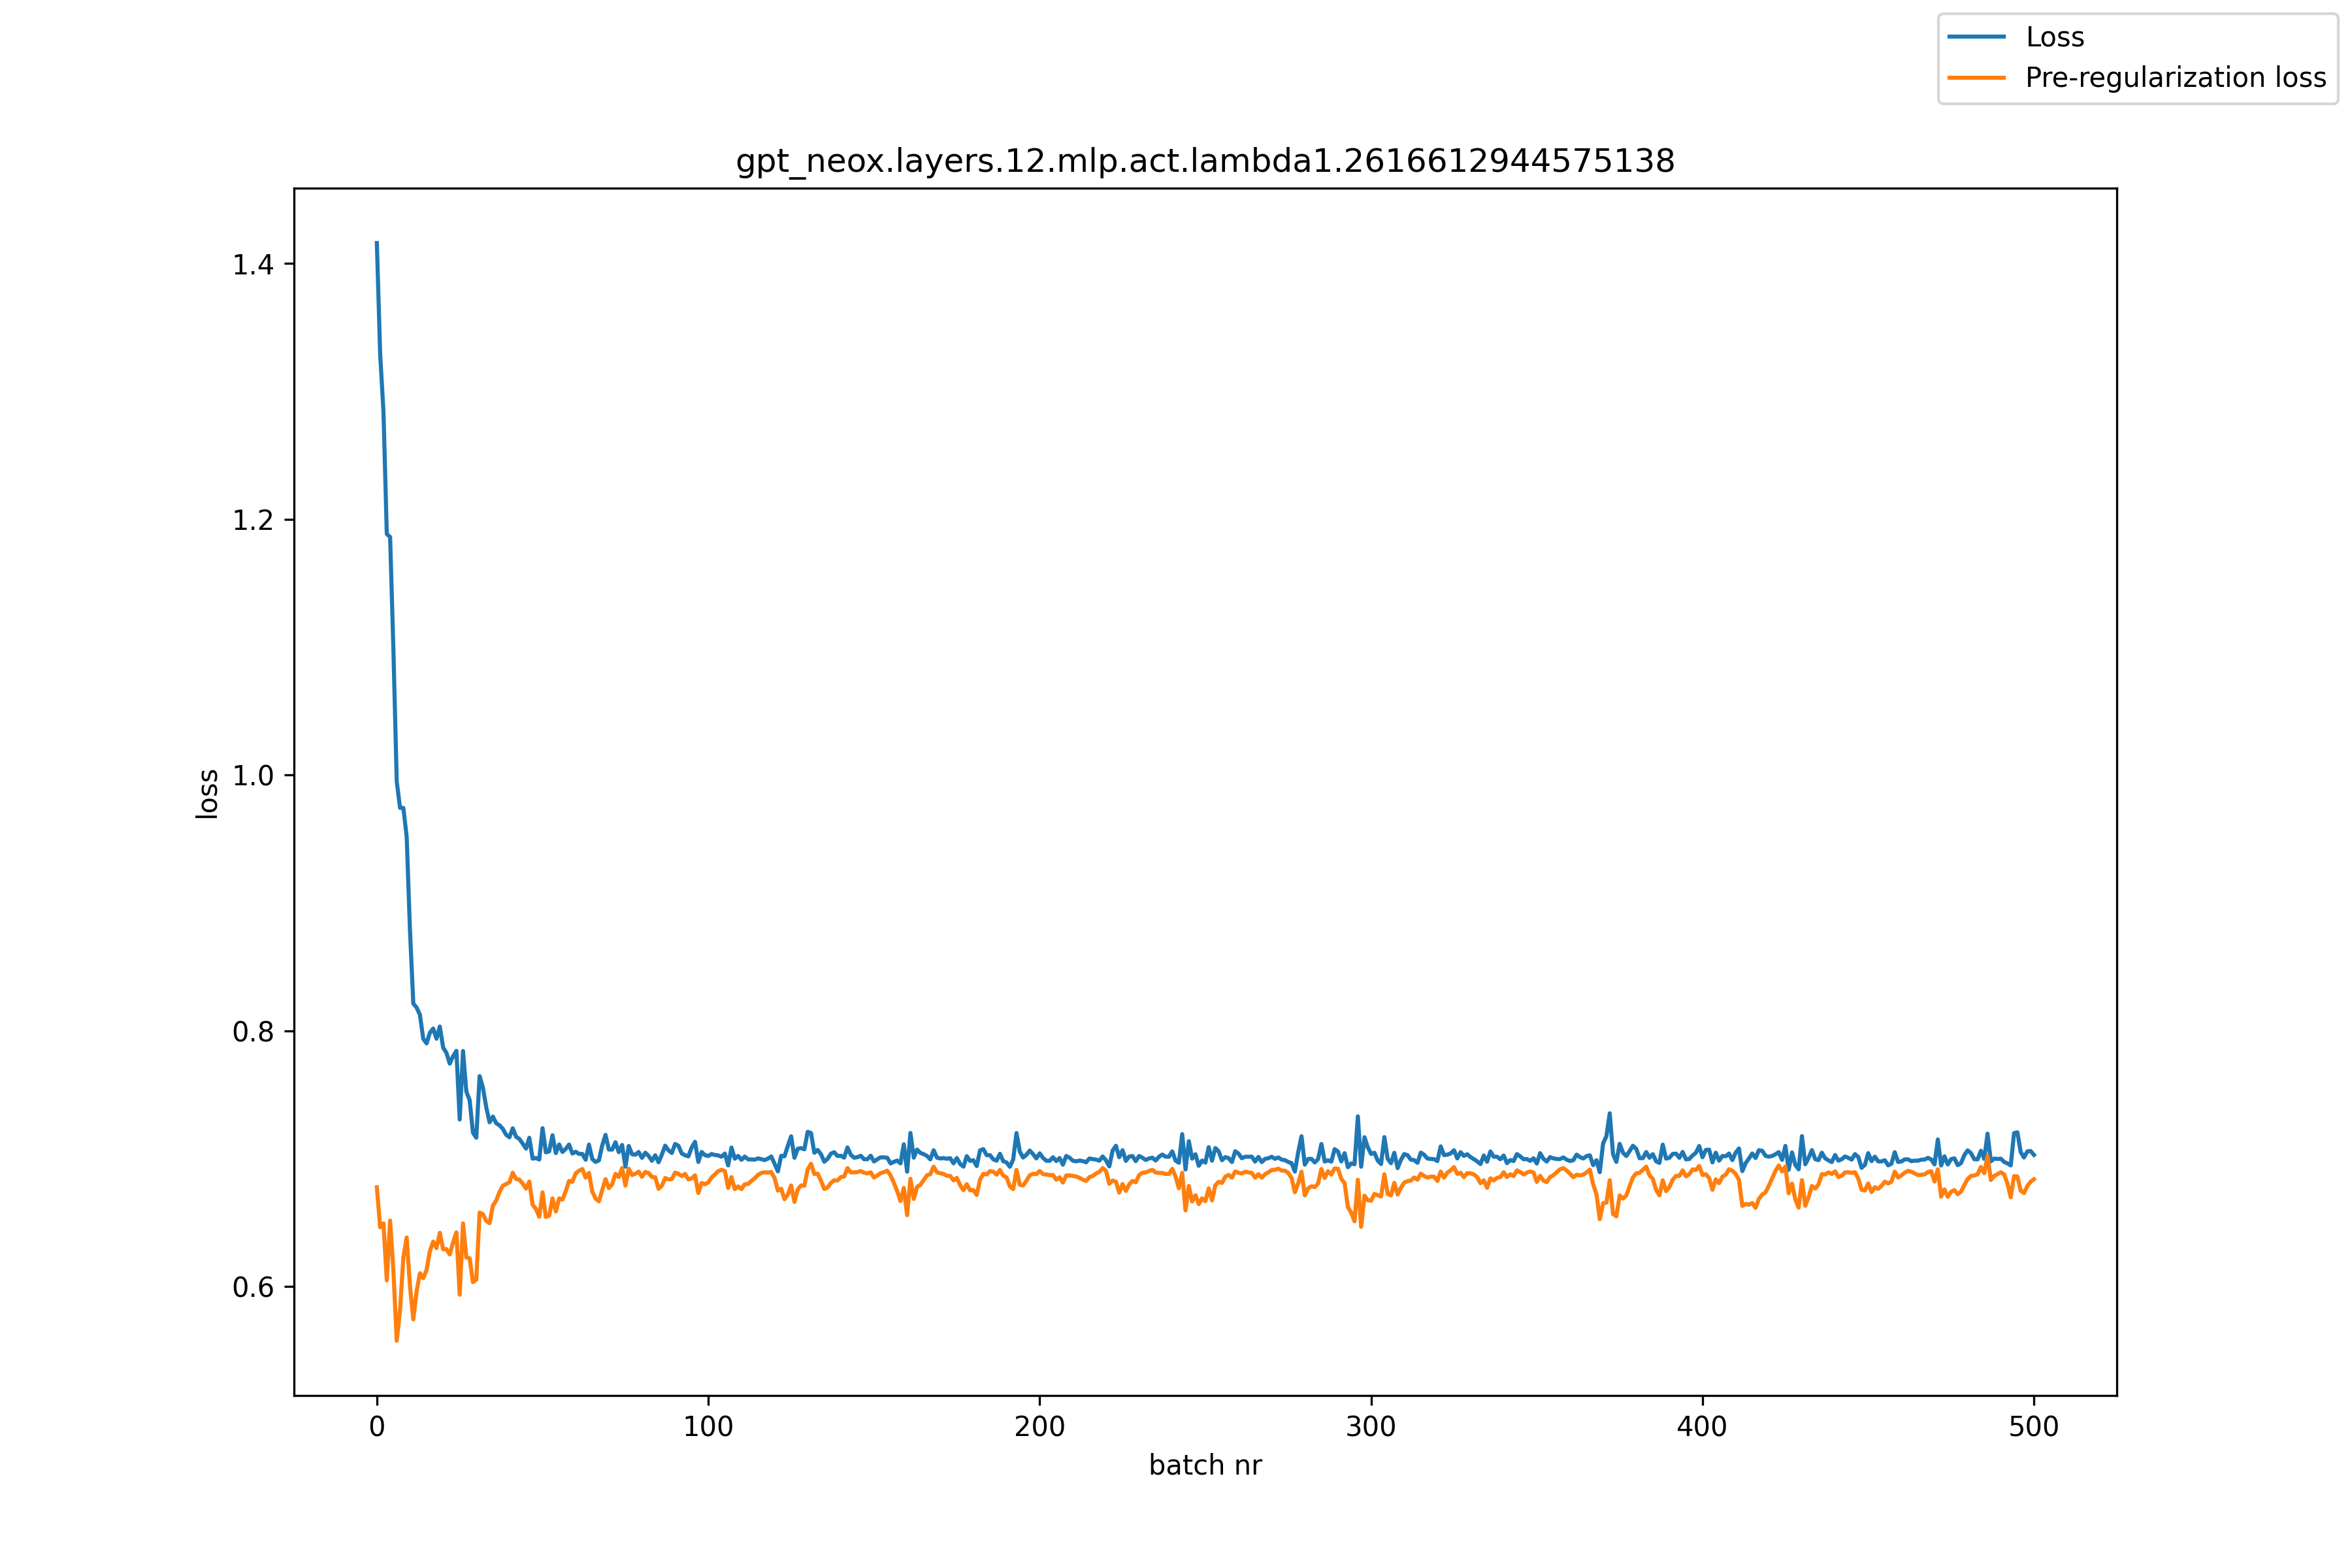 Loss
Pre-regularization loss
gpt_neox.layers.12.mlp.act.lambda1.2616612944575138
1.4
1.2
1.0
0.8
0.6
loss
0 100 200 300 400 500
batch nr